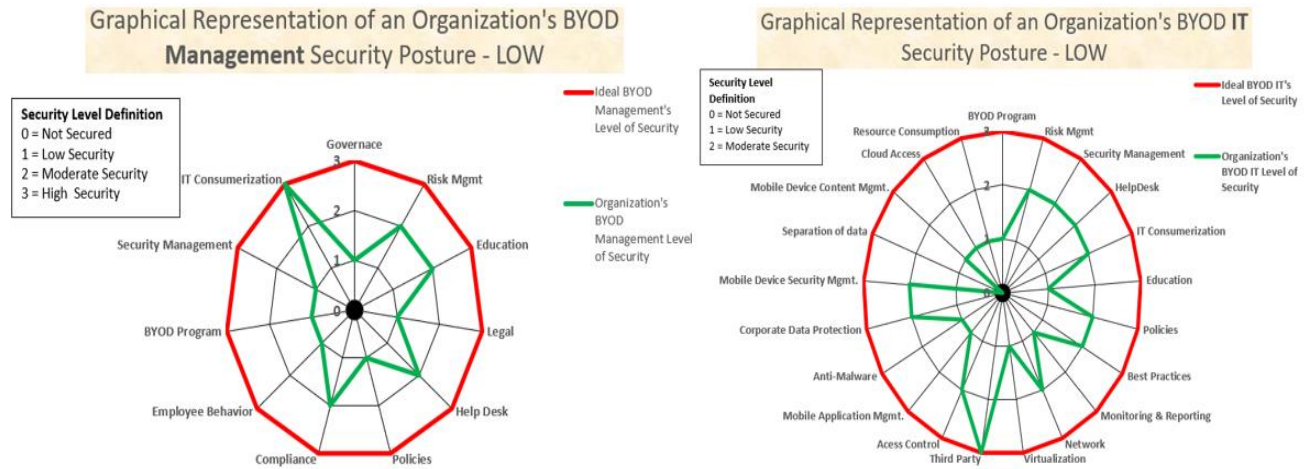 Graphical Representation of an Organization's BYOD
Management Security Posture - LOW
Security Level Definition
0 = Not Secured
1 = Low Security
2 = Moderate Security
3 = High Security
Ideal BYOD
Management's
Level of Security
Organization's
BYOD
Management Level
of Security
Governace
Risk Mgmt
Education
Legal
Help Desk
Policies
Compliance
Employee Behavior
BYOD Program
Security Management
IT Consumerization
3
2
1
0
Graphical Representation of an Organization's BYOD IT
Security Posture - LOW
Security Level
Definition
0 = Not Secured
1 = Low Security
2 = Moderate Security
Ideal BYOD IT's
Level of Security
Organization's
BYOD IT Level of
Security
BYOD Program
Risk Mgmt
Security Management
HelpDesk
IT Consumerization
Education
Policies
Best Practices
Monitoring & Reporting
Network
Virtualization
Third Party
Acess Control
Mobile Application Mgmt.
Anti-Malware
Corporate Data Protection
Mobile Device Security Mgmt.
Separation of data
Mobile Device Content Mgmt.
Cloud Access
Resource Consumption
3
2
1
0